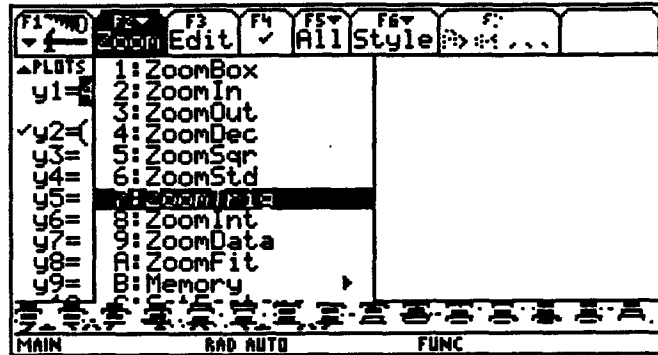 F1 F2 F3 F4 F5 F6
Zoom Edit ✓ All Style
PLOTS
1:ZoomBox
y1=
2:ZoomIn
3:ZoomOut
✓y2=(
4:ZoomDec
y3=
5:ZoomSqr
y4=
6:ZoomStd
y5=
7:ZoomTrig
y6=
8:ZoomInt
y7=
9:ZoomData
y8=
A:ZoomFit
y9=
B:Memory
MAIN RAD AUTO FUNC